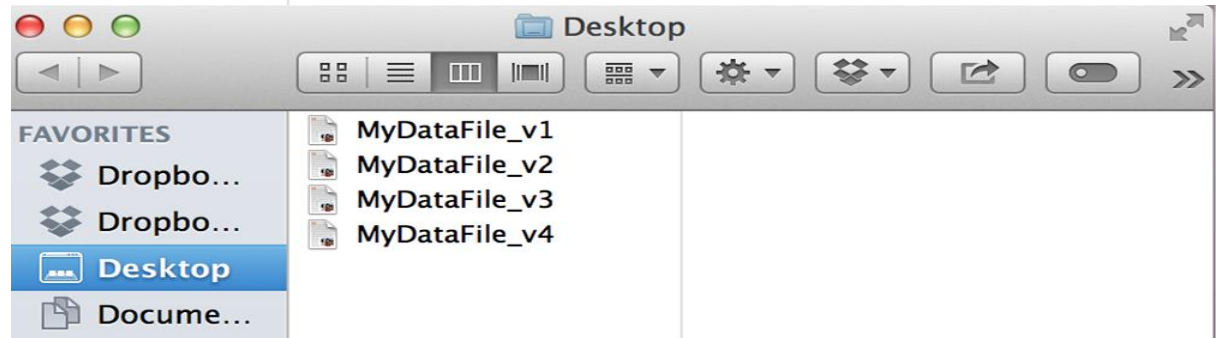 Desktop
FAVORITES
Dropbo...
Dropbo...
Desktop
Docume...
MyDataFile_v1
MyDataFile_v2
MyDataFile_v3
MyDataFile_v4